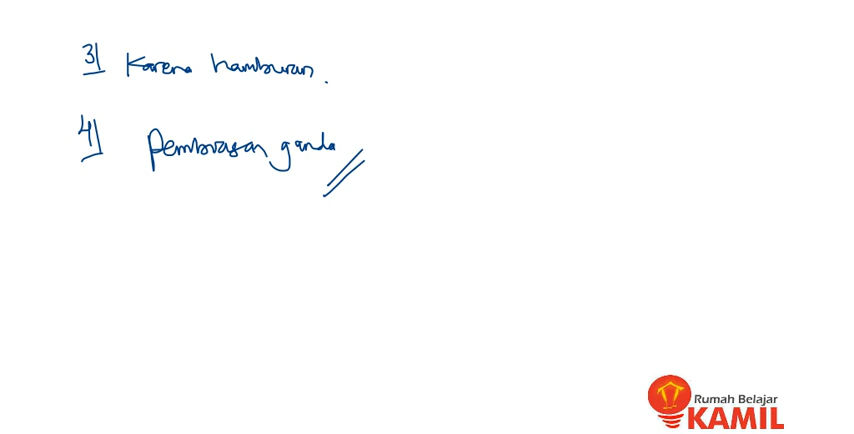 3) Karena hamburan.
4) Pembiasan ganda
Rumah Belajar
KAMIL